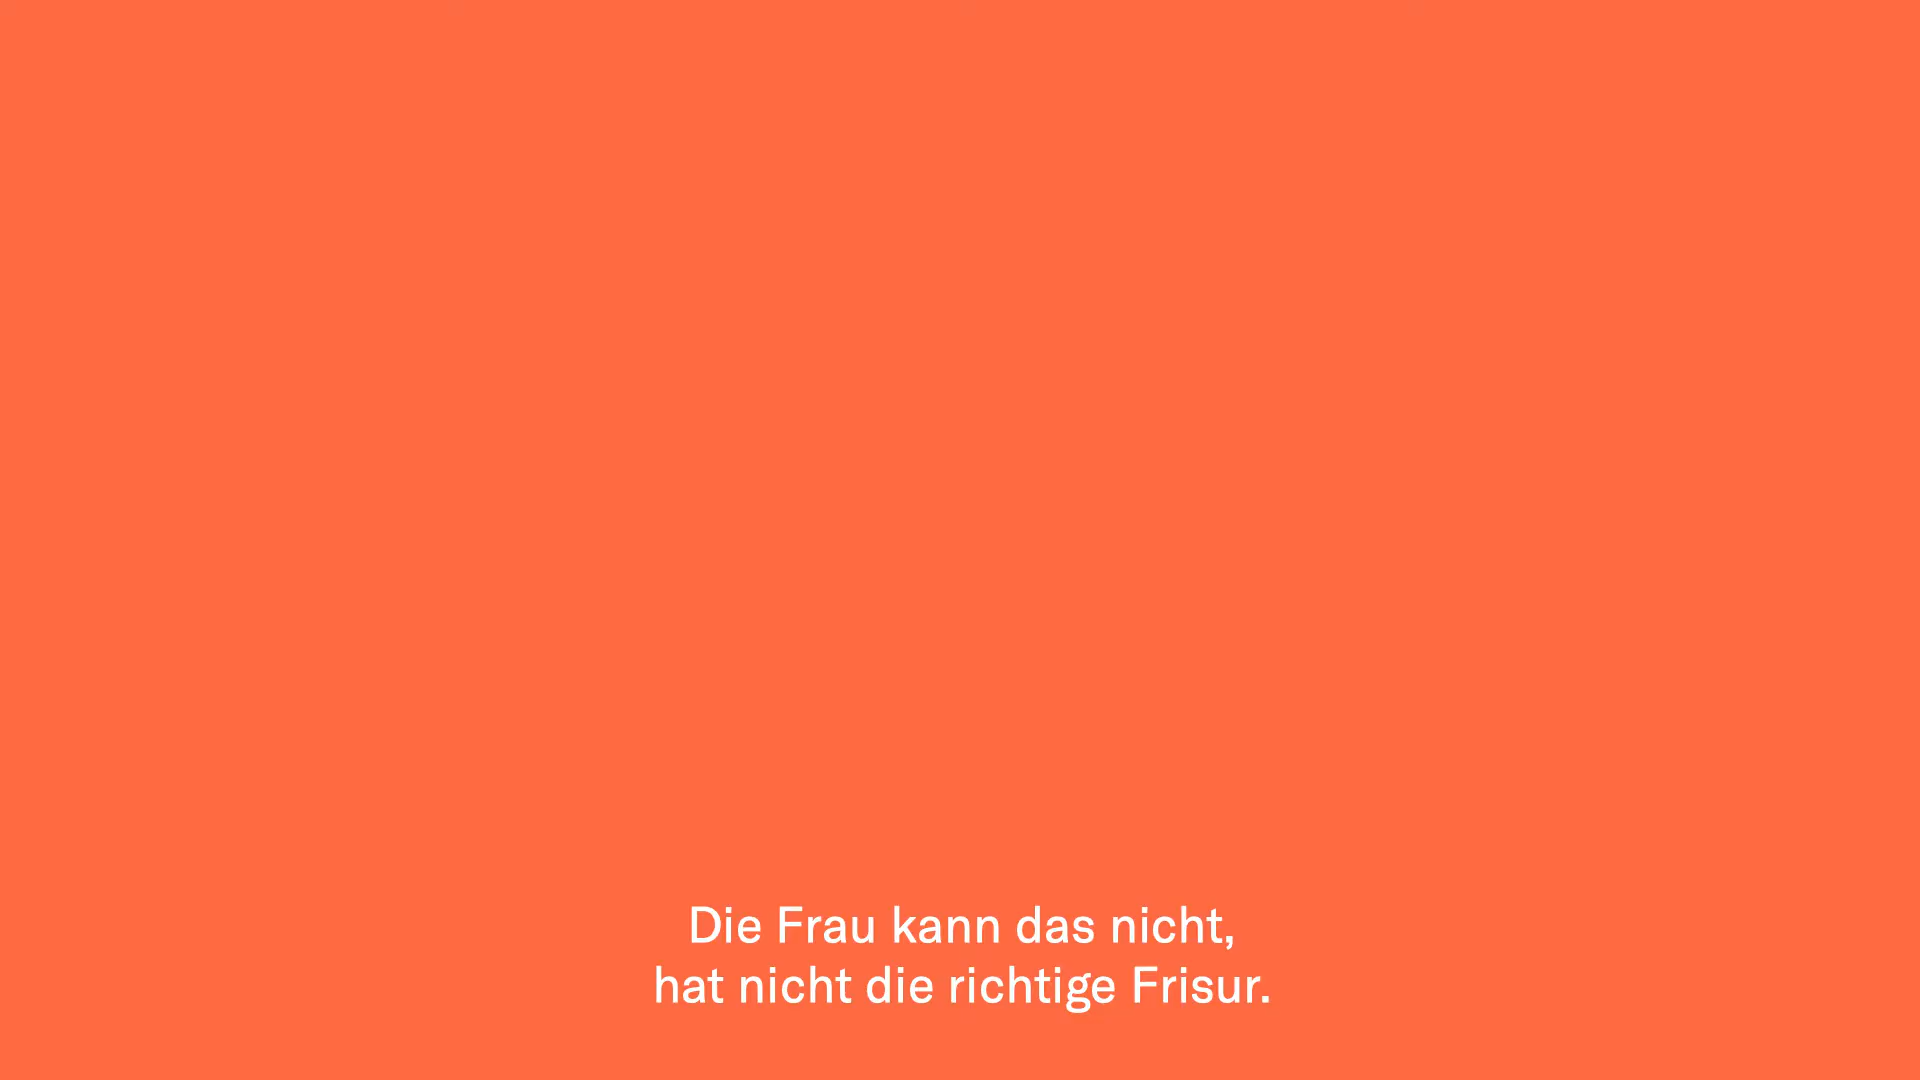 Die Frau kann das nicht,
hat nicht die richtige Frisur.